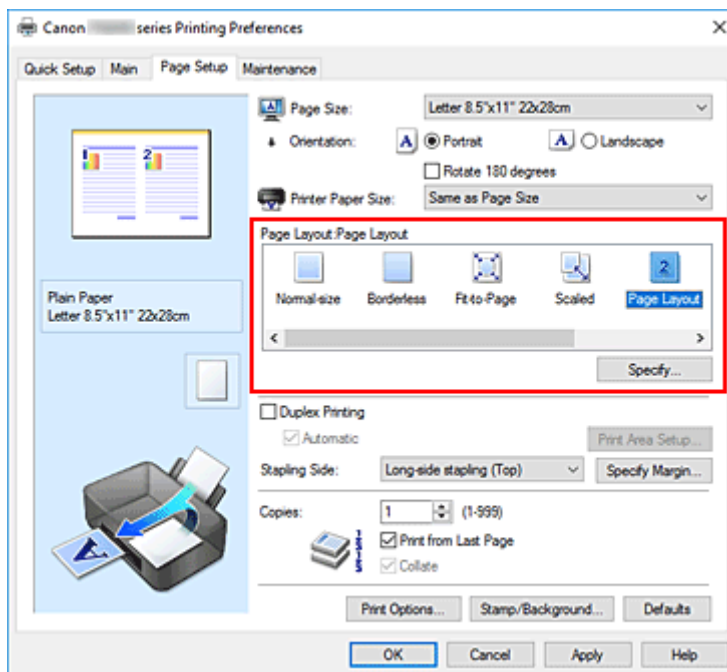 Canon series Printing Preferences
Quick Setup Main Page Setup Maintenance
1 2
Page Size: Letter 8.5"x11" 22x28cm
Orientation: A Portrait A Landscape
Rotate 180 degrees
Printer Paper Size: Same as Page Size
Page Layout:Page Layout
2
Normal-size Borderless Fit-to-Page Scaled Page Layout
Specify...
Plain Paper
Letter 8.5"x11" 22x28cm
Duplex Printing
Automatic Print Area Setup...
Stapling Side: Long-side stapling (Top) Specify Margin...
Copies: 1 (1-999)
Print from Last Page
Collate
A
Print Options... Stamp/Background... Defaults
OK Cancel Apply Help